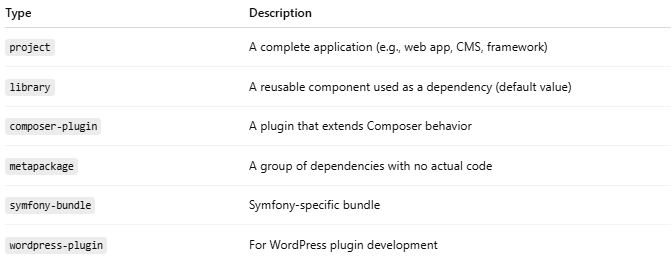 Type Description
project A complete application (e.g., web app, CMS, framework)
library A reusable component used as a dependency (default value)
composer-plugin A plugin that extends Composer behavior
metapackage A group of dependencies with no actual code
symfony-bundle Symfony-specific bundle
wordpress-plugin For WordPress plugin development